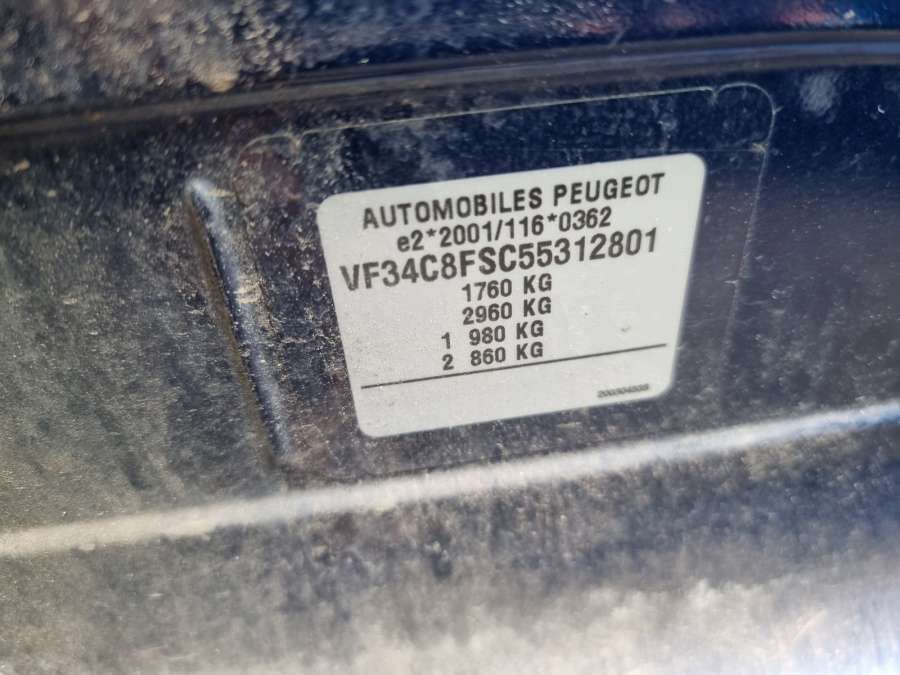 AUTOMOBILES PEUGEOT
e2*2001/116*0362
VF34C8FSC55312801
1760 KG
2960 KG
1 980 KG
2 860 KG